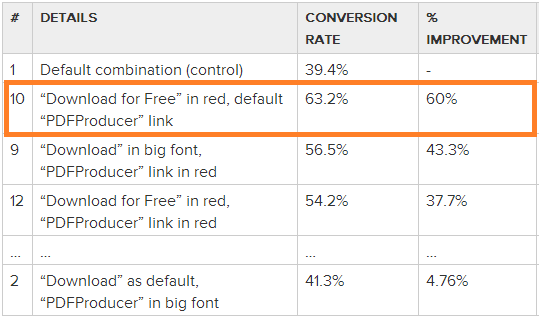 # DETAILS CONVERSION RATE % IMPROVEMENT
1 Default combination (control) 39.4% -
10 “Download for Free” in red, default 63.2% 60%
“PDFProducer” link
9 “Download” in big font, 56.5% 43.3%
“PDFProducer” link in red
12 “Download for Free” in red, 54.2% 37.7%
“PDFProducer” link in red
... ... ... ...
2 “Download” as default, 41.3% 4.76%
“PDFProducer” in big font